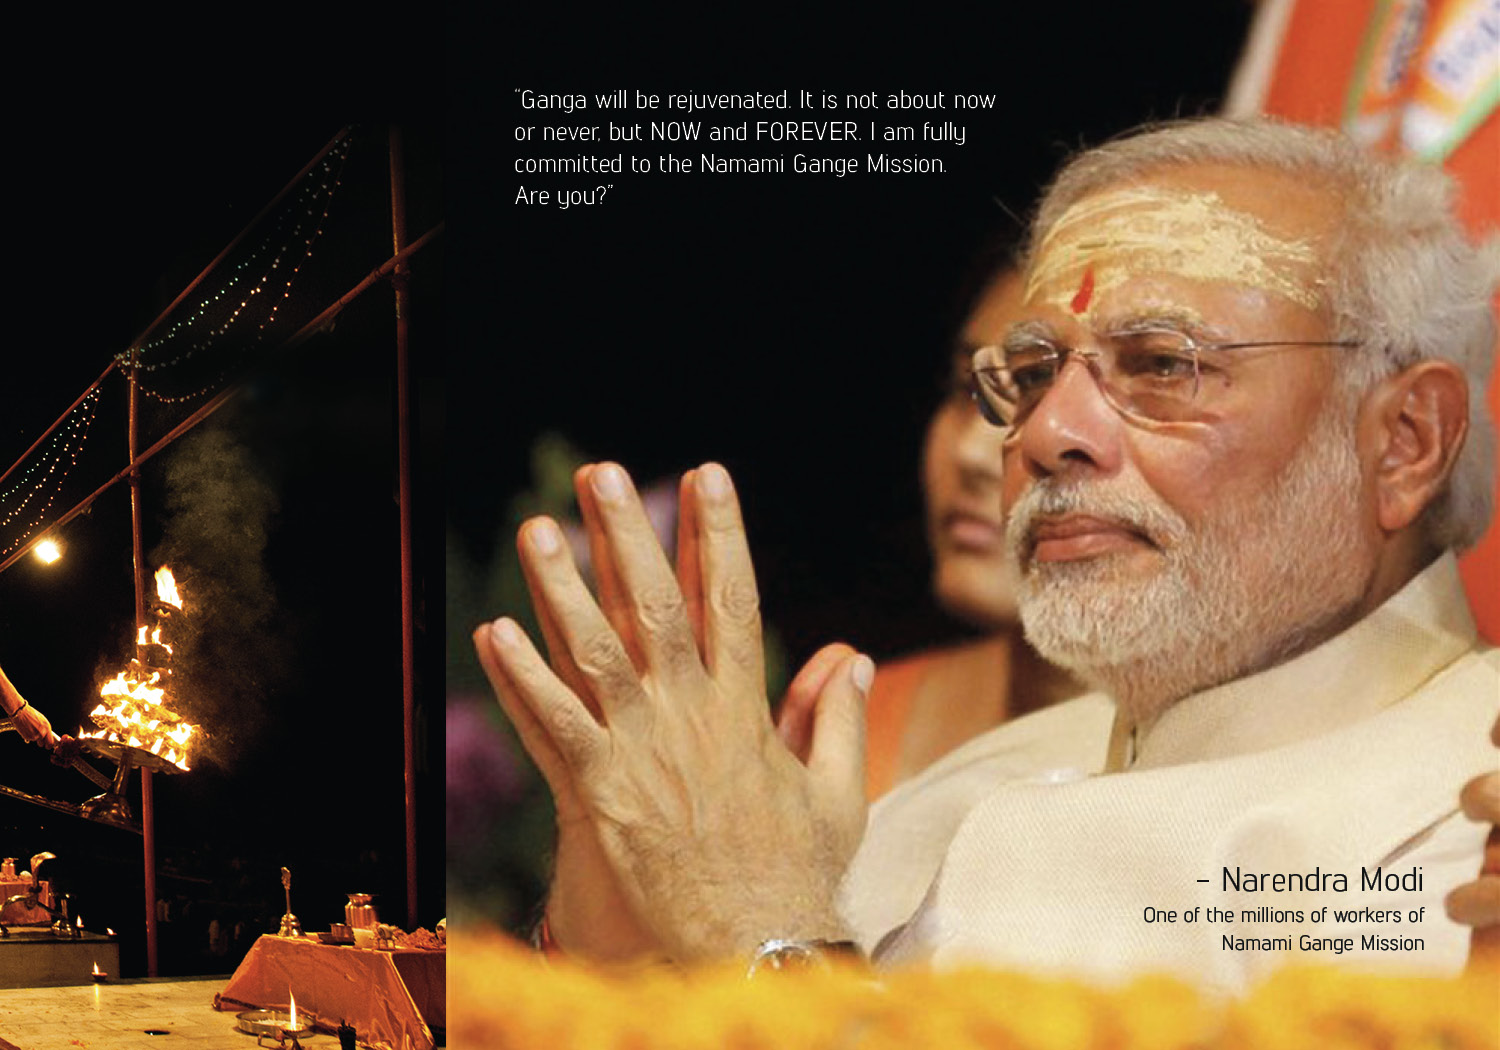 “Ganga will be rejuvenated. It is not about now
or never, but NOW and FOREVER. I am fully
committed to the Namami Gange Mission.
Are you?”
– Narendra Modi
One of the millions of workers of
Namami Gange Mission